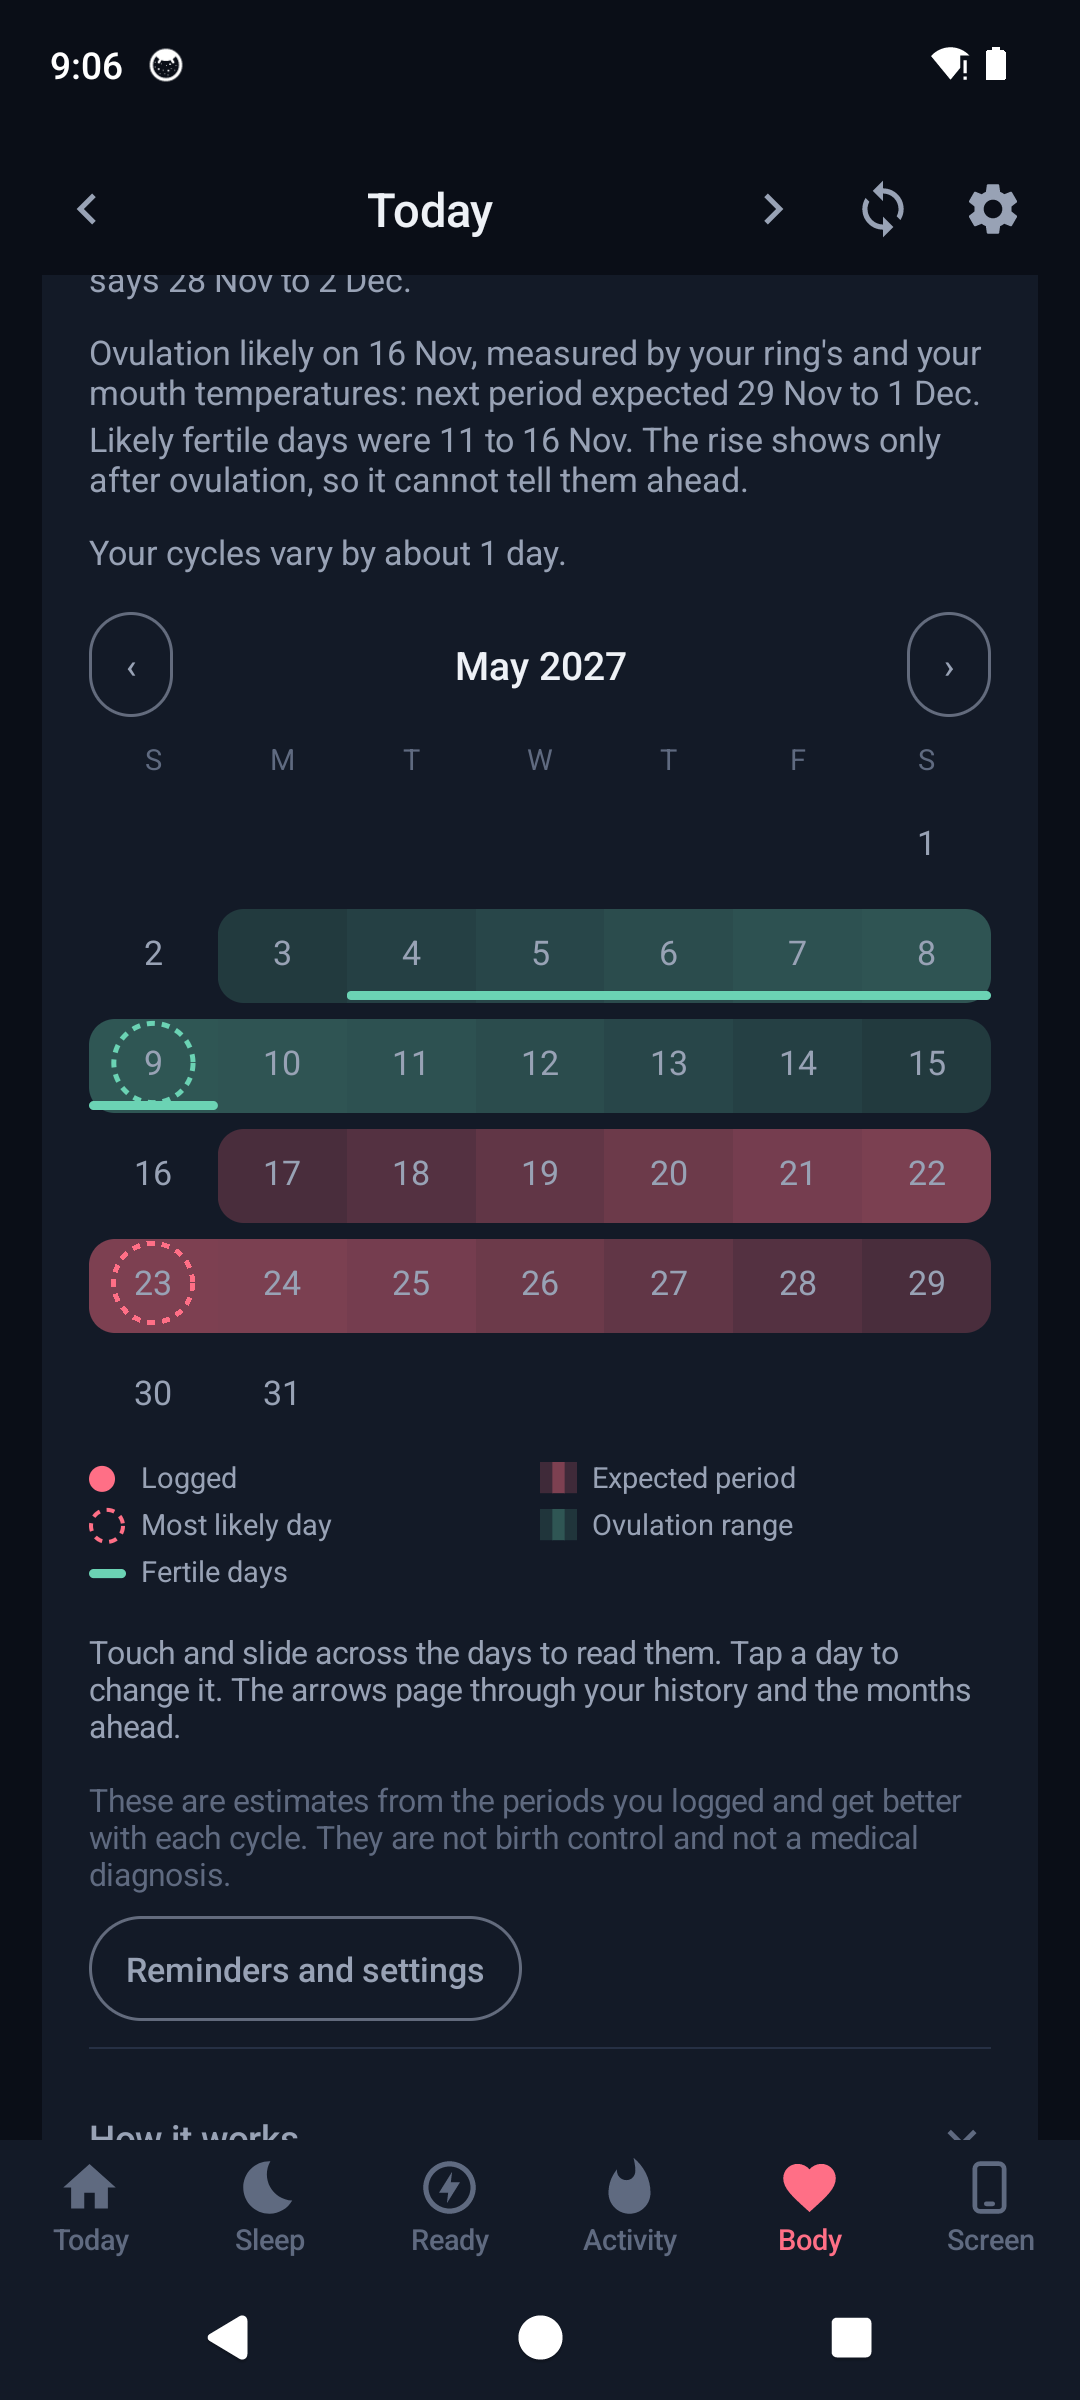 9:06
Today
says 28 Nov to 2 Dec.
Ovulation likely on 16 Nov, measured by your ring's and your
mouth temperatures: next period expected 29 Nov to 1 Dec.
Likely fertile days were 11 to 16 Nov. The rise shows only
after ovulation, so it cannot tell them ahead.
Your cycles vary by about 1 day.
‹ May 2027 ›
S M T W T F S
1
2 3 4 5 6 7 8
9 10 11 12 13 14 15
16 17 18 19 20 21 22
23 24 25 26 27 28 29
30 31
Logged Expected period
Most likely day Ovulation range
Fertile days
Touch and slide across the days to read them. Tap a day to
change it. The arrows page through your history and the months
ahead.
These are estimates from the periods you logged and get better
with each cycle. They are not birth control and not a medical
diagnosis.
Reminders and settings
How it works
Today Sleep Ready Activity Body Screen